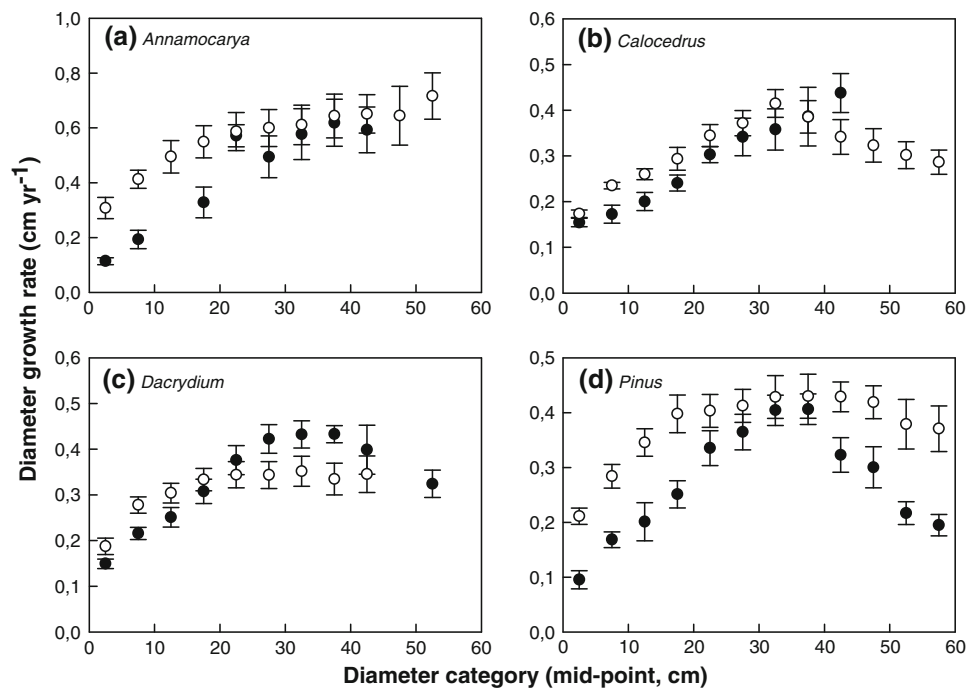 (a) Annamocarya
1,0
0,8
0,6
0,4
0,2
0,0
0 10 20 30 40 50 60
(b) Calocedrus
0,6
0,5
0,4
0,3
0,2
0,1
0,0
0 10 20 30 40 50 60
(c) Dacrydium
0,6
0,5
0,4
0,3
0,2
0,1
0,0
0 10 20 30 40 50 60
(d) Pinus
0,5
0,4
0,3
0,2
0,1
0,0
0 10 20 30 40 50 60
Diameter growth rate (cm yr⁻¹)
Diameter category (mid-point, cm)